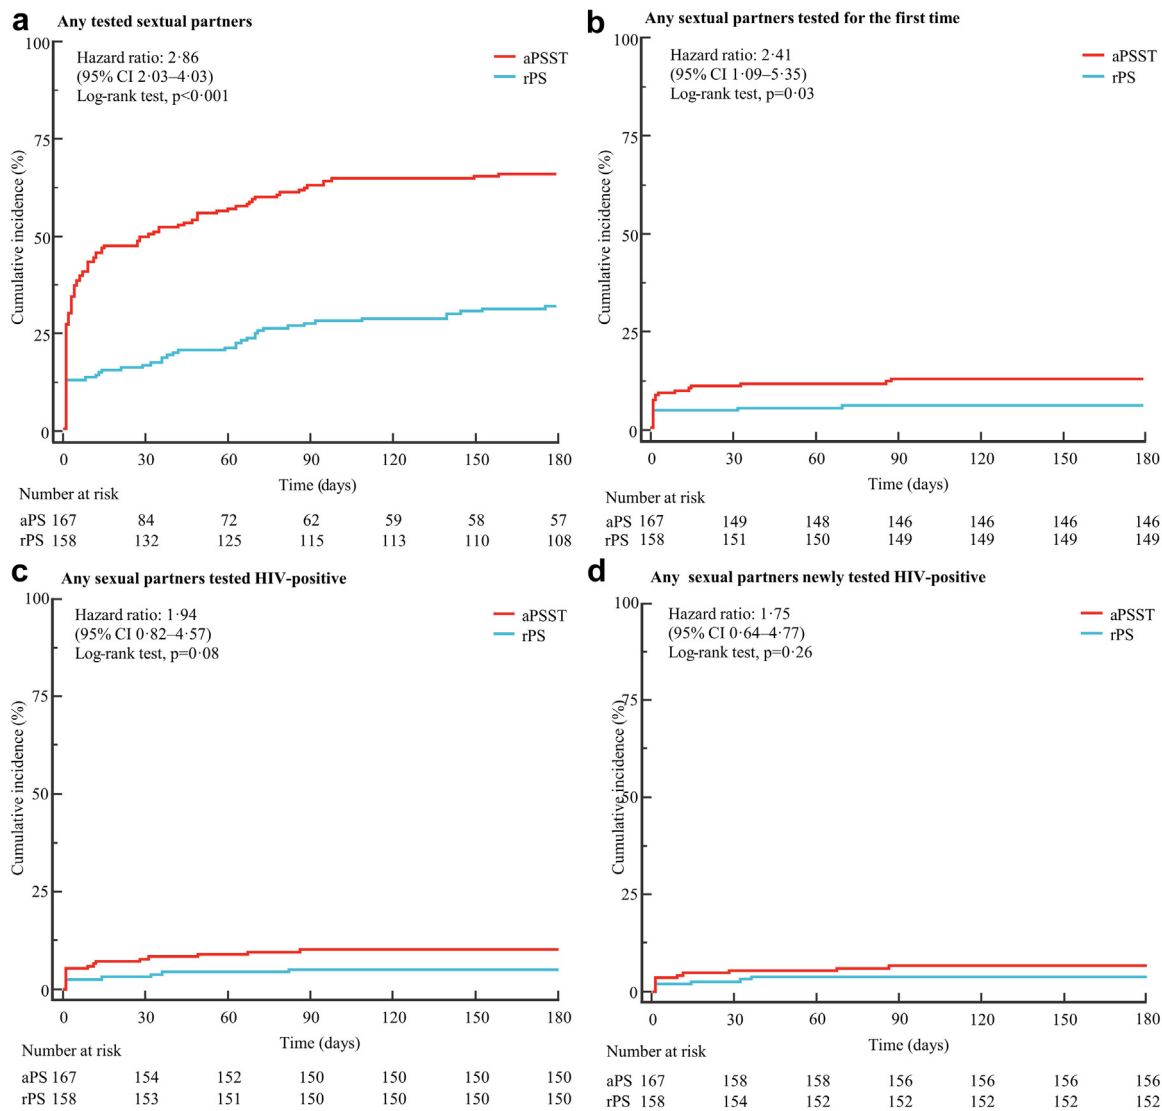 a Any tested sextual partners
100
75
50
25
0
Cumulative incidence (%)
Hazard ratio: 2·86
(95% CI 2·03–4·03)
Log-rank test, p<0·001
aPSST
rPS
0 30 60 90 120 150 180
Time (days)
Number at risk
aPS 167 84 72 62 59 58 57
rPS 158 132 125 115 113 110 108
b Any sextual partners tested for the first time
100
75
50
25
0
Cumulative incidence (%)
Hazard ratio: 2·41
(95% CI 1·09–5·35)
Log-rank test, p=0·03
aPSST
rPS
0 30 60 90 120 150 180
Time (days)
Number at risk
aPS 167 149 148 146 146 146 146
rPS 158 151 150 149 149 149 149
c Any sexual partners tested HIV-positive
100
75
50
25
0
Cumulative incidence (%)
Hazard ratio: 1·94
(95% CI 0·82–4·57)
Log-rank test, p=0·08
aPSST
rPS
0 30 60 90 120 150 180
Time (days)
Number at risk
aPS 167 154 152 150 150 150 150
rPS 158 153 151 150 150 150 150
d Any sexual partners newly tested HIV-positive
100
75
50
25
0
Cumulative incidence (%)
Hazard ratio: 1·75
(95% CI 0·64–4·77)
Log-rank test, p=0·26
aPSST
rPS
0 30 60 90 120 150 180
Time (days)
Number at risk
aPS 167 158 158 156 156 156 156
rPS 158 154 152 152 152 152 152